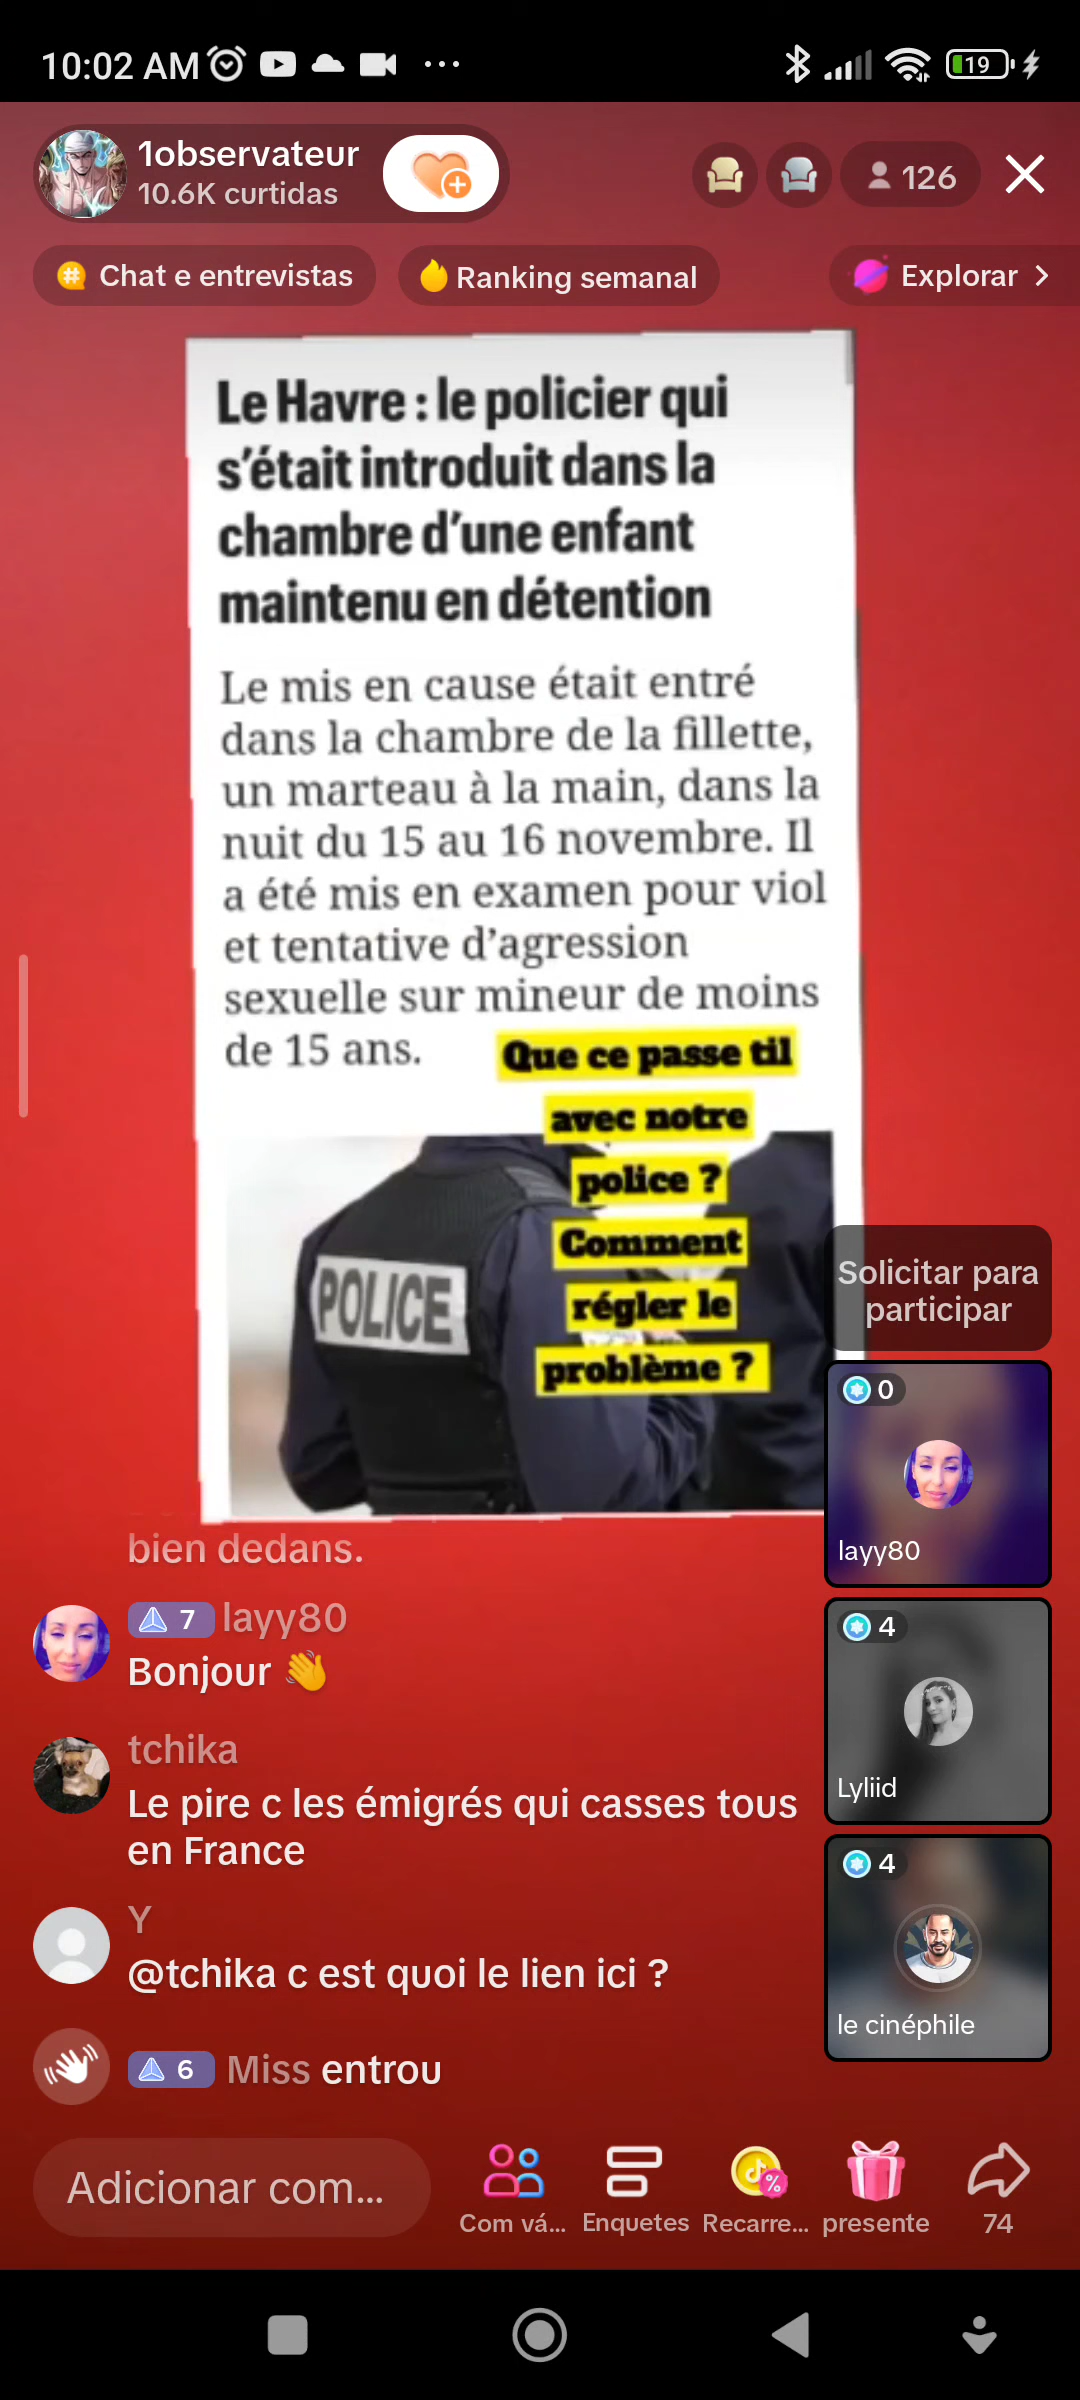 10:02 AM
19
1observateur
10.6K curtidas
126
Chat e entrevistas
Ranking semanal
Explorar
Le Havre : le policier qui
s'était introduit dans la
chambre d'une enfant
maintenu en détention
Le mis en cause était entré
dans la chambre de la fillette,
un marteau à la main, dans la
nuit du 15 au 16 novembre. Il
a été mis en examen pour viol
et tentative d'agression
sexuelle sur mineur de moins
de 15 ans.
Que ce passe til
avec notre
police ?
Comment
régler le
problème ?
POLICE
Solicitar para
participar
0
layy80
4
Lyliid
4
le cinéphile
bien dedans.
7 layy80
Bonjour 👋
tchika
Le pire c les émigrés qui casses tous
en France
Y
@tchika c est quoi le lien ici ?
6 Miss entrou
Adicionar com...
Com vá...
Enquetes
Recarre...
presente
74